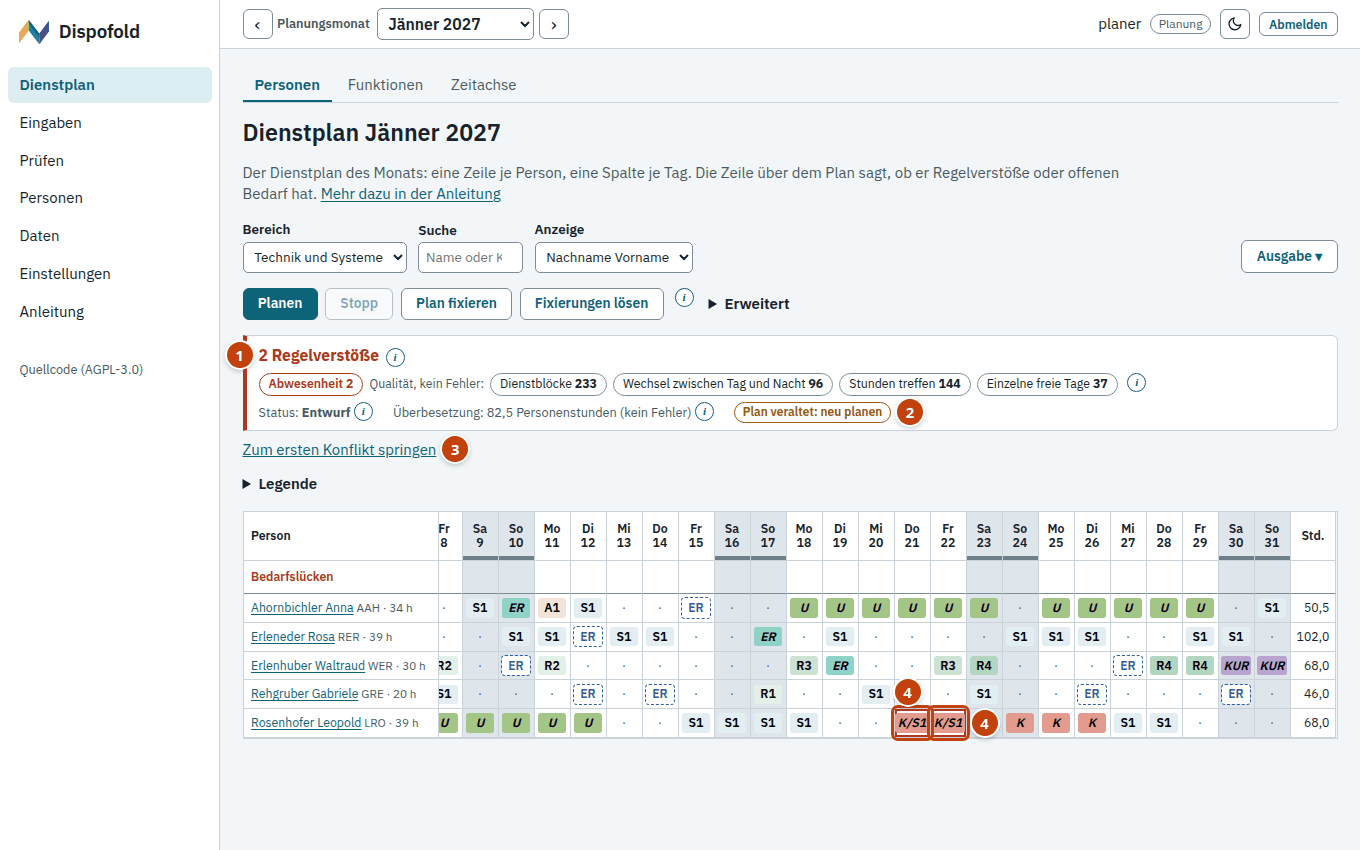 Dispofold
Dienstplan
Eingaben
Prüfen
Personen
Daten
Einstellungen
Anleitung
Quellcode (AGPL-3.0)
‹ Planungsmonat Jänner 2027 ›
planer Planung Abmelden
Personen Funktionen Zeitachse
Dienstplan Jänner 2027
Der Dienstplan des Monats: eine Zeile je Person, eine Spalte je Tag. Die Zeile über dem Plan sagt, ob er Regelverstöße oder offenen
Bedarf hat. Mehr dazu in der Anleitung
Bereich Suche Anzeige
Technik und Systeme Name oder K Nachname Vorname Ausgabe ▾
Planen Stopp Plan fixieren Fixierungen lösen i ▶ Erweitert
1 2 Regelverstöße i
Abwesenheit 2 Qualität, kein Fehler: Dienstblöcke 233 Wechsel zwischen Tag und Nacht 96 Stunden treffen 144 Einzelne freie Tage 37 i
Status: Entwurf i Überbesetzung: 82,5 Personenstunden (kein Fehler) i Plan veraltet: neu planen 2
Zum ersten Konflikt springen 3
▶ Legende
Person Fr 8 Sa 9 So 10 Mo 11 Di 12 Mi 13 Do 14 Fr 15 Sa 16 So 17 Mo 18 Di 19 Mi 20 Do 21 Fr 22 Sa 23 So 24 Mo 25 Di 26 Mi 27 Do 28 Fr 29 Sa 30 So 31 Std.
Bedarfslücken
Ahornbichler Anna AAH · 34 h · S1 ER A1 S1 · · ER · · U U U U U U · U U U U U · S1 50,5
Erleneder Rosa RER · 39 h · · S1 S1 ER S1 S1 · · ER · S1 · · · · S1 S1 S1 · · S1 S1 · 102,0
Erlenhuber Waltraud WER · 30 h R2 · ER R2 · · · · · · R3 ER · · R3 R4 · · · ER R4 R4 KUR KUR 68,0
Rehgruber Gabriele GRE · 20 h S1 · · · ER · ER · · R1 · · S1 4 · S1 · · ER · · · ER · 46,0
Rosenhofer Leopold LRO · 39 h U U U U U · · S1 S1 S1 S1 · · K/S1 K/S1 4 K K K S1 S1 · · · 68,0